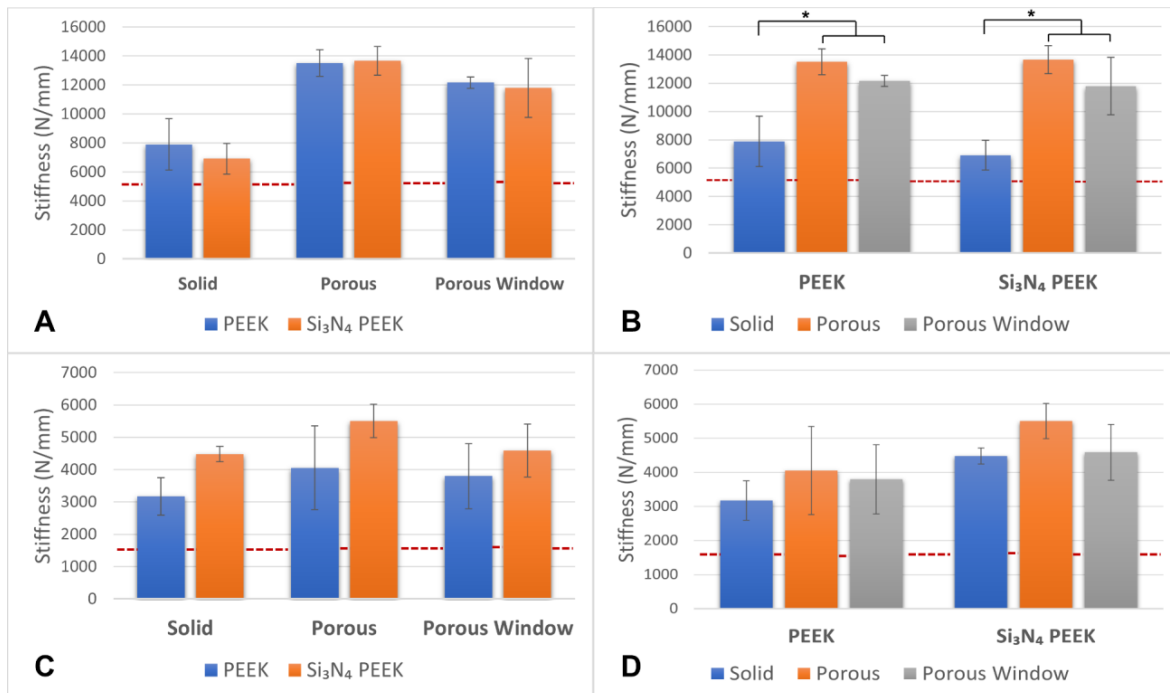 16000
14000
12000
10000
8000
6000
4000
2000
0
Stiffness (N/mm)
Solid
Porous
Porous Window
A
PEEK
Si₃N₄ PEEK
16000
14000
12000
10000
8000
6000
4000
2000
0
Stiffness (N/mm)
*
*
PEEK
Si₃N₄ PEEK
B
Solid
Porous
Porous Window
7000
6000
5000
4000
3000
2000
1000
0
Stiffness (N/mm)
Solid
Porous
Porous Window
C
PEEK
Si₃N₄ PEEK
7000
6000
5000
4000
3000
2000
1000
0
Stiffness (N/mm)
PEEK
Si₃N₄ PEEK
D
Solid
Porous
Porous Window